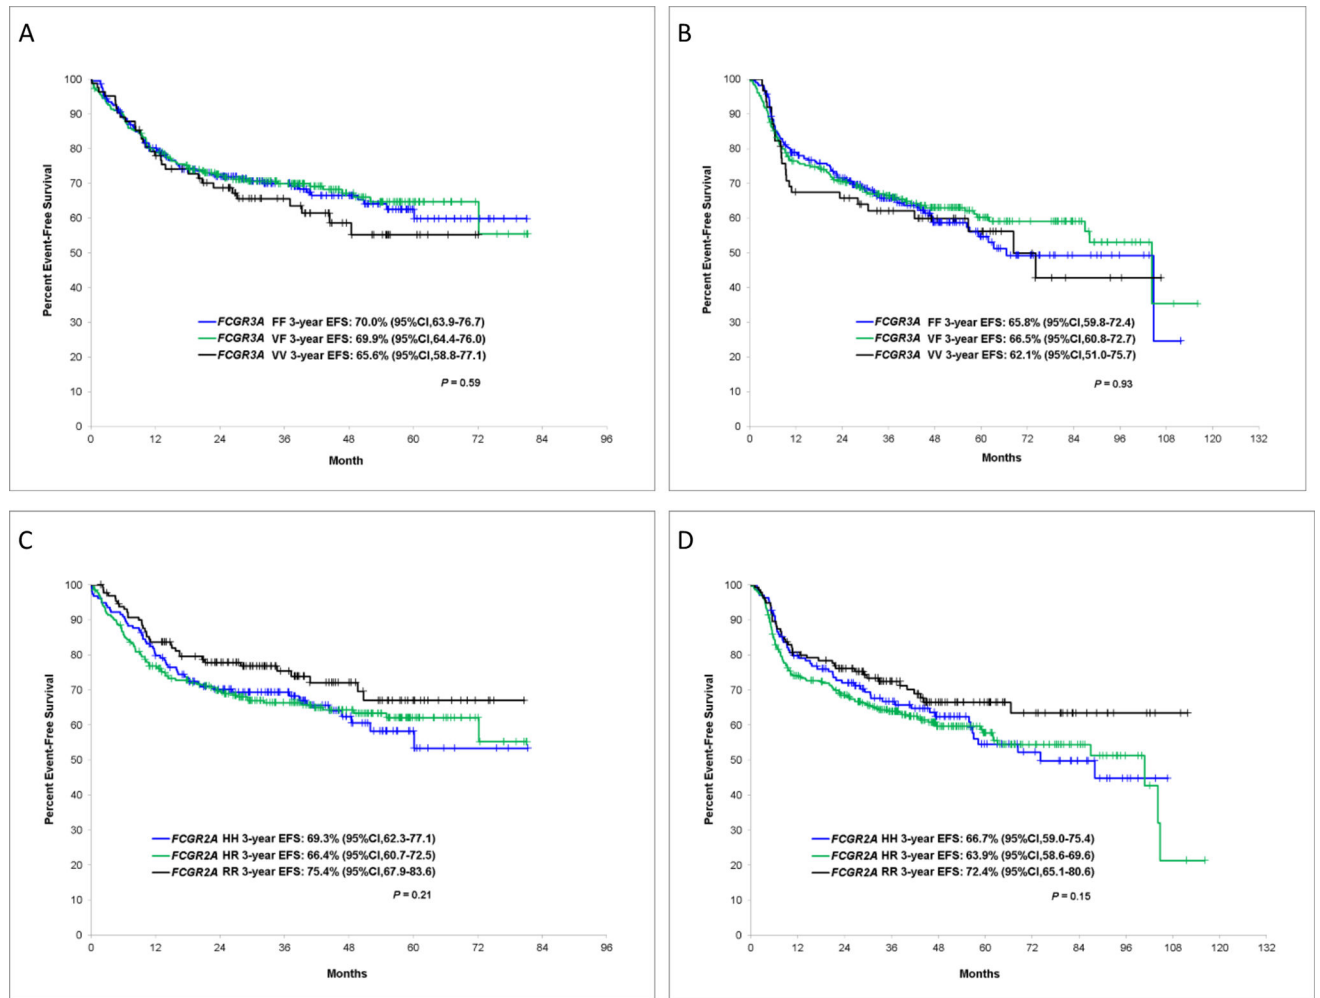 A
Percent Event-Free Survival
100
90
80
70
60
50
40
30
20
10
0
FCGR3A FF 3-year EFS: 70.0% (95%CI,63.9-76.7)
FCGR3A VF 3-year EFS: 69.9% (95%CI,64.4-76.0)
FCGR3A VV 3-year EFS: 65.6% (95%CI,58.8-77.1)
P = 0.59
0 12 24 36 48 60 72 84 96
Month
B
Percent Event-Free Survival
100
90
80
70
60
50
40
30
20
10
0
FCGR3A FF 3-year EFS: 65.8% (95%CI,59.8-72.4)
FCGR3A VF 3-year EFS: 66.5% (95%CI,60.8-72.7)
FCGR3A VV 3-year EFS: 62.1% (95%CI,51.0-75.7)
P = 0.93
0 12 24 36 48 60 72 84 96 108 120 132
Months
C
Percent Event-Free Survival
100
90
80
70
60
50
40
30
20
10
0
FCGR2A HH 3-year EFS: 69.3% (95%CI,62.3-77.1)
FCGR2A HR 3-year EFS: 66.4% (95%CI,60.7-72.5)
FCGR2A RR 3-year EFS: 75.4% (95%CI,67.9-83.6)
P = 0.21
0 12 24 36 48 60 72 84 96
Months
D
Percent Event-Free Survival
100
90
80
70
60
50
40
30
20
10
0
FCGR2A HH 3-year EFS: 66.7% (95%CI,59.0-75.4)
FCGR2A HR 3-year EFS: 63.9% (95%CI,58.6-69.6)
FCGR2A RR 3-year EFS: 72.4% (95%CI,65.1-80.6)
P = 0.15
0 12 24 36 48 60 72 84 96 108 120 132
Months